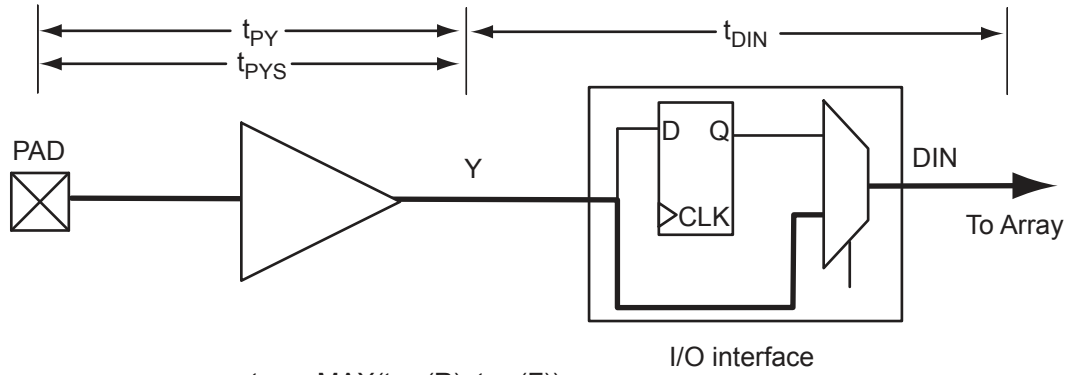 tPY
tPYS
tDIN
PAD
Y
D Q
CLK
DIN
To Array
I/O interface